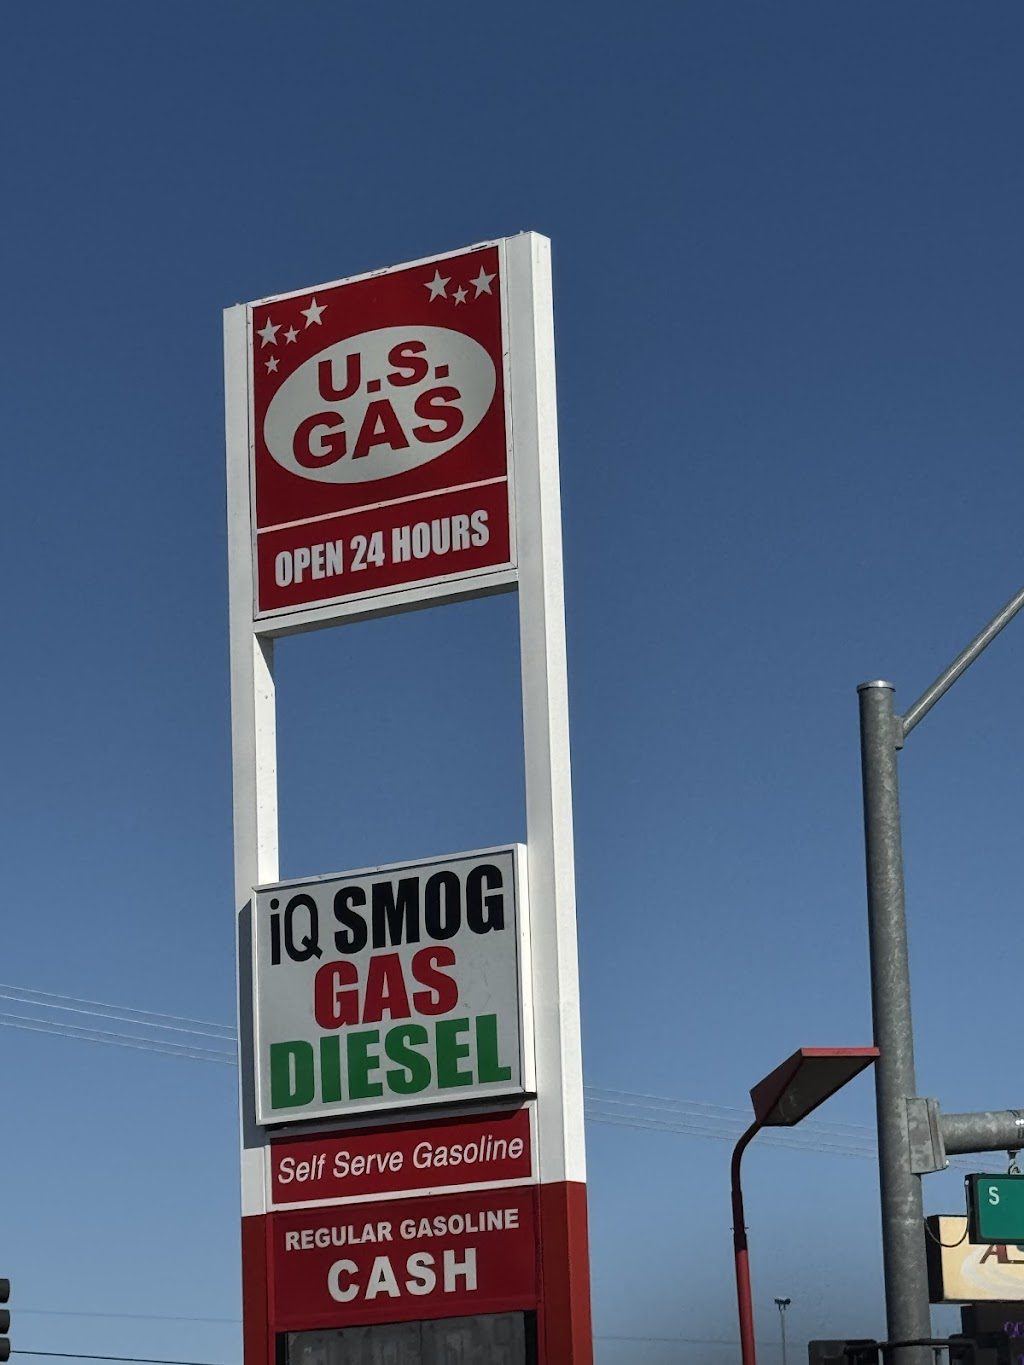 U.S.
GAS
OPEN 24 HOURS
iQ SMOG
GAS
DIESEL
Self Serve Gasoline
REGULAR GASOLINE
CASH
S